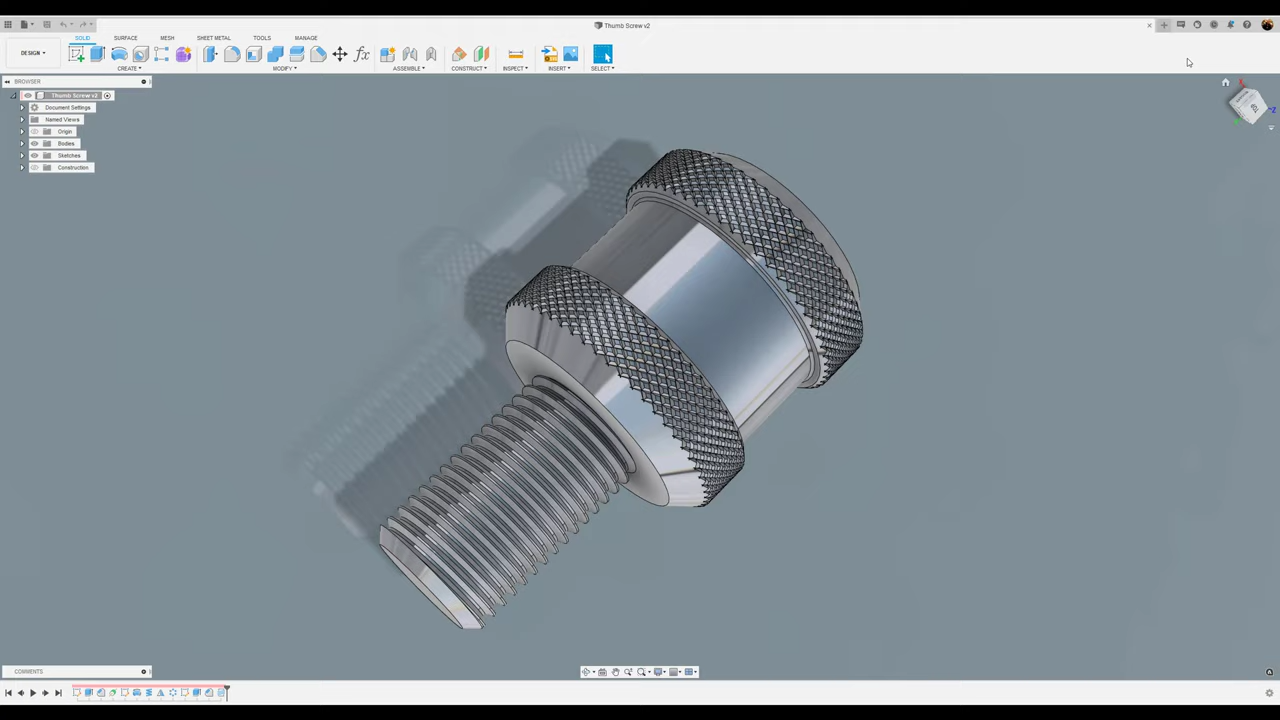 Thumb Screw v2
DESIGN
SOLID
SURFACE
MESH
SHEET METAL
TOOLS
MANAGE
CREATE
MODIFY
ASSEMBLE
CONSTRUCT
INSPECT
INSERT
SELECT
BROWSER
Thumb Screw v2
Document Settings
Named Views
Origin
Bodies
Sketches
Construction
Z
COMMENTS